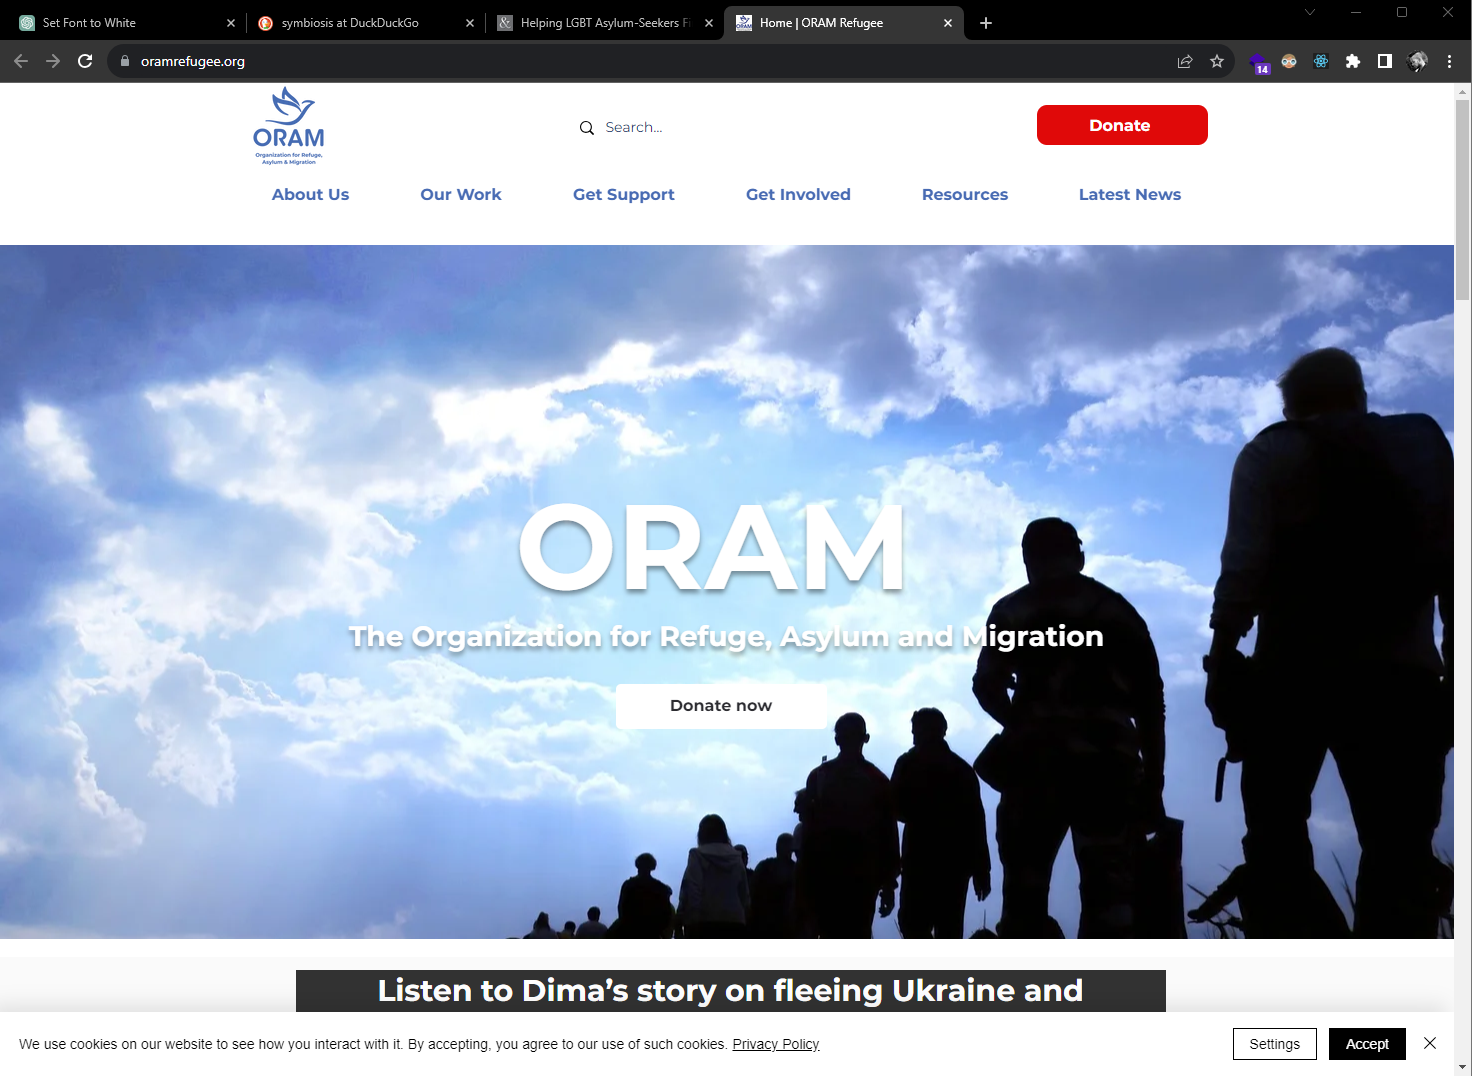 Set Font to White
symbiosis at DuckDuckGo
Helping LGBT Asylum-Seekers Fi
Home | ORAM Refugee
oramrefugee.org
14
ORAM
Organization for Refuge,
Asylum & Migration
Search...
Donate
About Us
Our Work
Get Support
Get Involved
Resources
Latest News
ORAM
The Organization for Refuge, Asylum and Migration
Donate now
Listen to Dima's story on fleeing Ukraine and
We use cookies on our website to see how you interact with it. By accepting, you agree to our use of such cookies. Privacy Policy
Settings
Accept